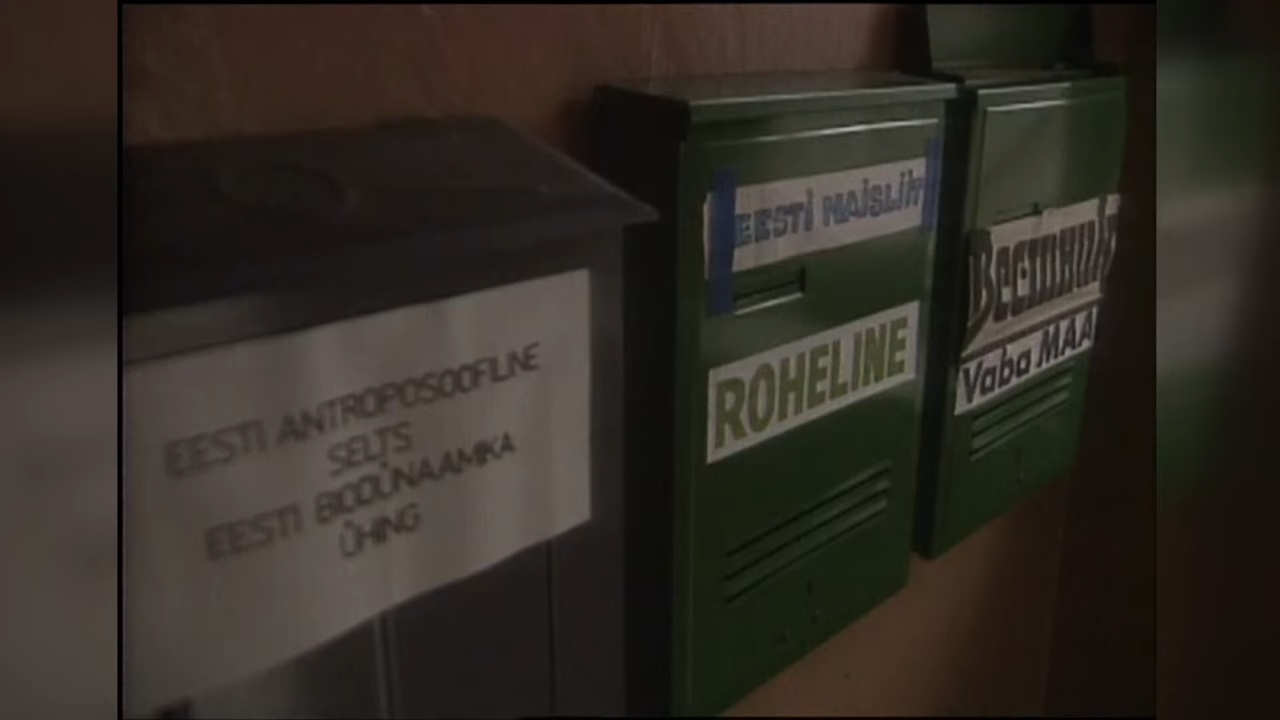 EESTI ANTROPOSOOFILINE
SELTS
EESTI BIODÜNAAMIKA
ÜHING
EESTI NAISLIIT
ROHELINE
Вестник
Vaba MAA